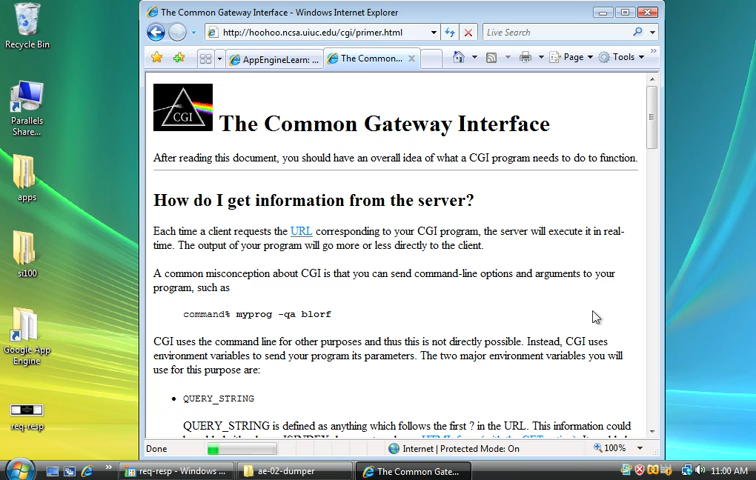 Recycle Bin
Parallels
Share...
apps
si100
Google App
Engine
req-resp
The Common Gateway Interface - Windows Internet Explorer
http://hoohoo.ncsa.uiuc.edu/cgi/primer.html
Live Search
AppEngineLearn: ...
The Common...
Page
Tools
CGI
The Common Gateway Interface
After reading this document, you should have an overall idea of what a CGI program needs to do to function.
How do I get information from the server?
Each time a client requests the URL corresponding to your CGI program, the server will execute it in real-
time. The output of your program will go more or less directly to the client.
A common misconception about CGI is that you can send command-line options and arguments to your
program, such as
command% myprog -qa blorf
CGI uses the command line for other purposes and thus this is not directly possible. Instead, CGI uses
environment variables to send your program its parameters. The two major environment variables you will
use for this purpose are:
• QUERY_STRING
QUERY_STRING is defined as anything which follows the first ? in the URL. This information could
Done
Internet | Protected Mode: On
100%
req-resp - Windows ...
ae-02-dumper
The Common Gat...
11:00 AM